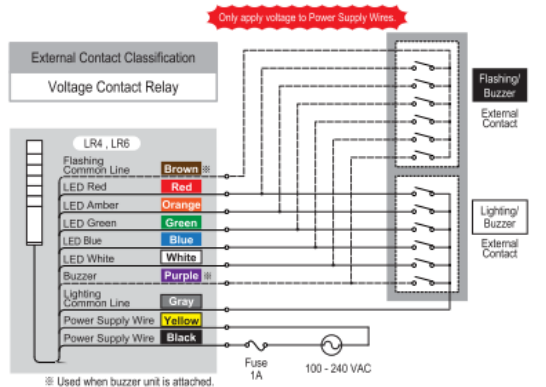 Only apply voltage to Power Supply Wires.
External Contact Classification
Voltage Contact Relay
LR4 , LR6
Flashing
Common Line
Brown ※
LED Red
Red
LED Amber
Orange
LED Green
Green
LED Blue
Blue
LED White
White
Buzzer
Purple ※
Lighting
Common Line
Gray
Power Supply Wire
Yellow
Power Supply Wire
Black
Fuse
1A
100 - 240 VAC
Flashing/
Buzzer
External
Contact
Lighting/
Buzzer
External
Contact
※ Used when buzzer unit is attached.